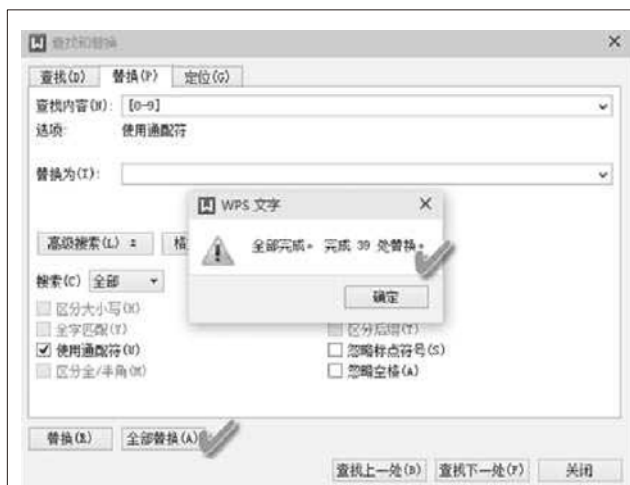 查找和替换
查找(D) 替换(P) 定位(G)
查找内容(N): [0-9]
选项: 使用通配符
替换为(I):
WPS 文字
全部完成。 完成 39 处替换。
确定
高级搜索(L)
搜索(C) 全部
区分大小写(H)
全字匹配(Y)
区分后缀(T)
使用通配符(U)
忽略标点符号(S)
区分全/半角(M)
忽略空格(A)
替换(R) 全部替换(A)
查找上一处(B) 查找下一处(F) 关闭